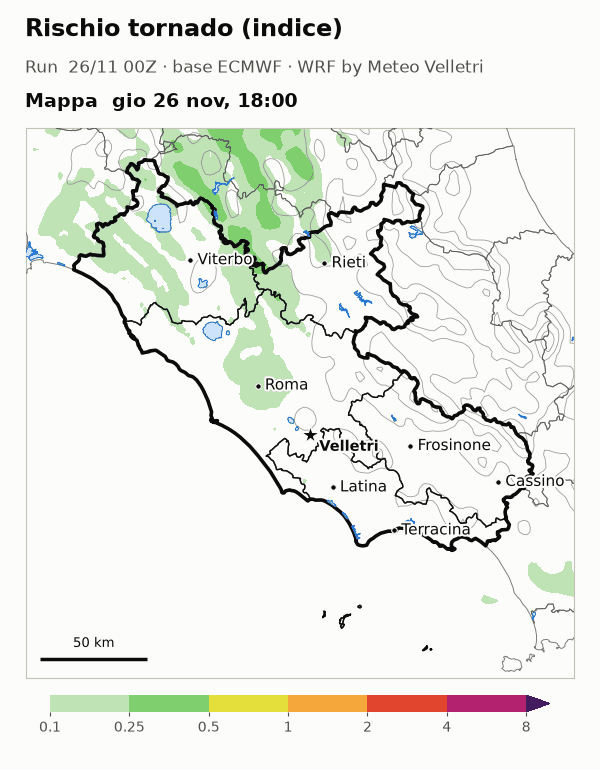 Rischio tornado (indice)
Run  26/11 00Z · base ECMWF · WRF by Meteo Velletri
Mappa  gio 26 nov, 18:00
Viterbo
Rieti
Roma
Velletri
Frosinone
Cassino
Latina
Terracina
50 km
0.1 0.25 0.5 1 2 4 8